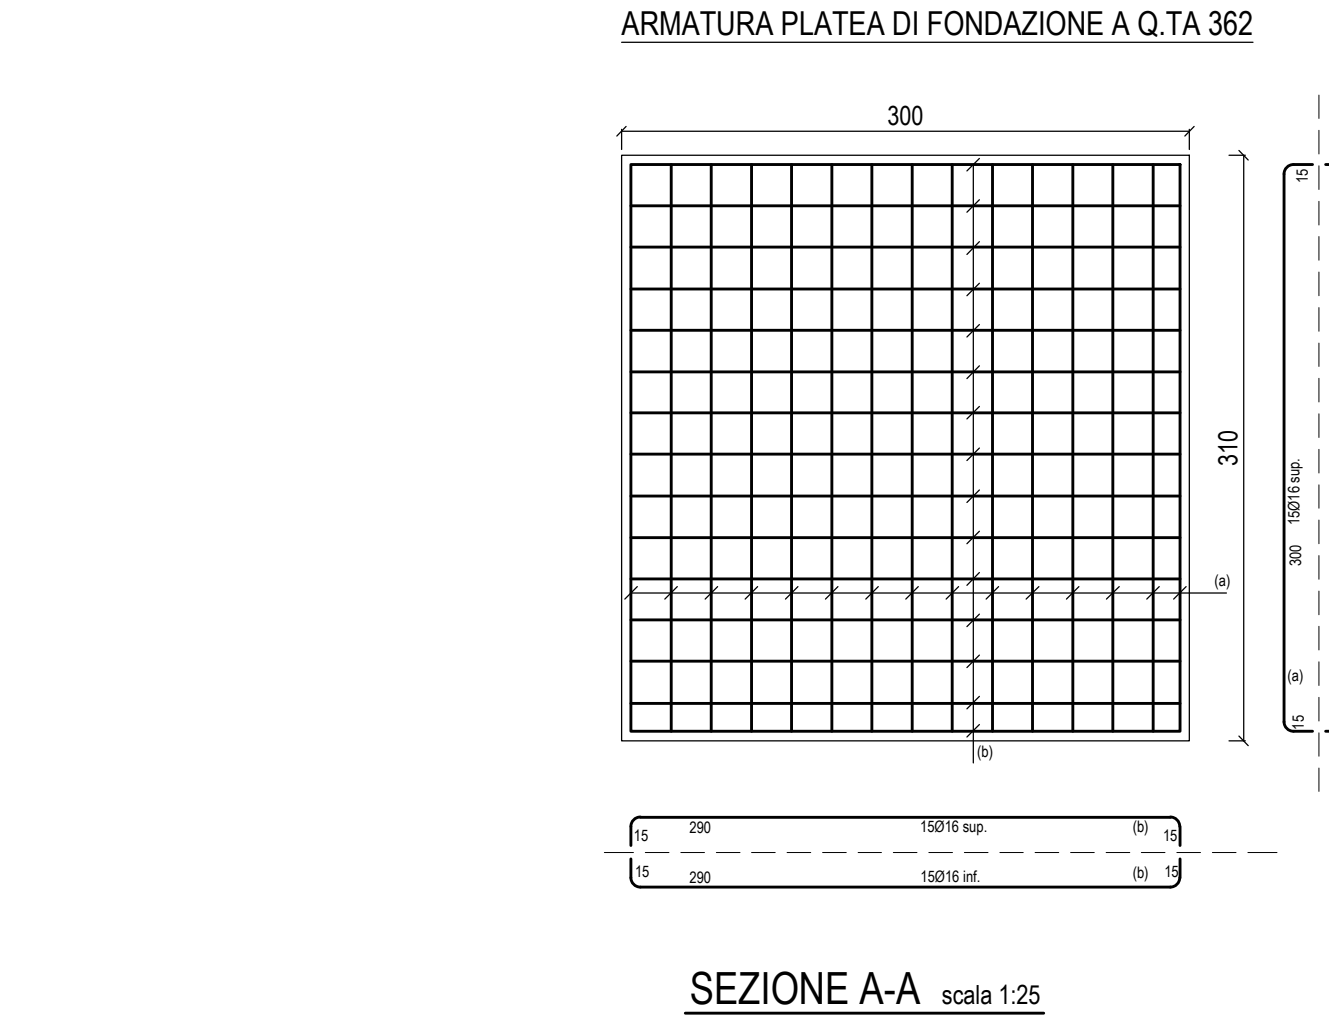 ARMATURA PLATEA DI FONDAZIONE A Q.TA 362
300
15
310
300 15Ø16 sup.
(a)
(a)
15
(b)
290 15Ø16 sup. (b)
15 15
15 15
290 15Ø16 inf. (b)
SEZIONE A-A scala 1:25